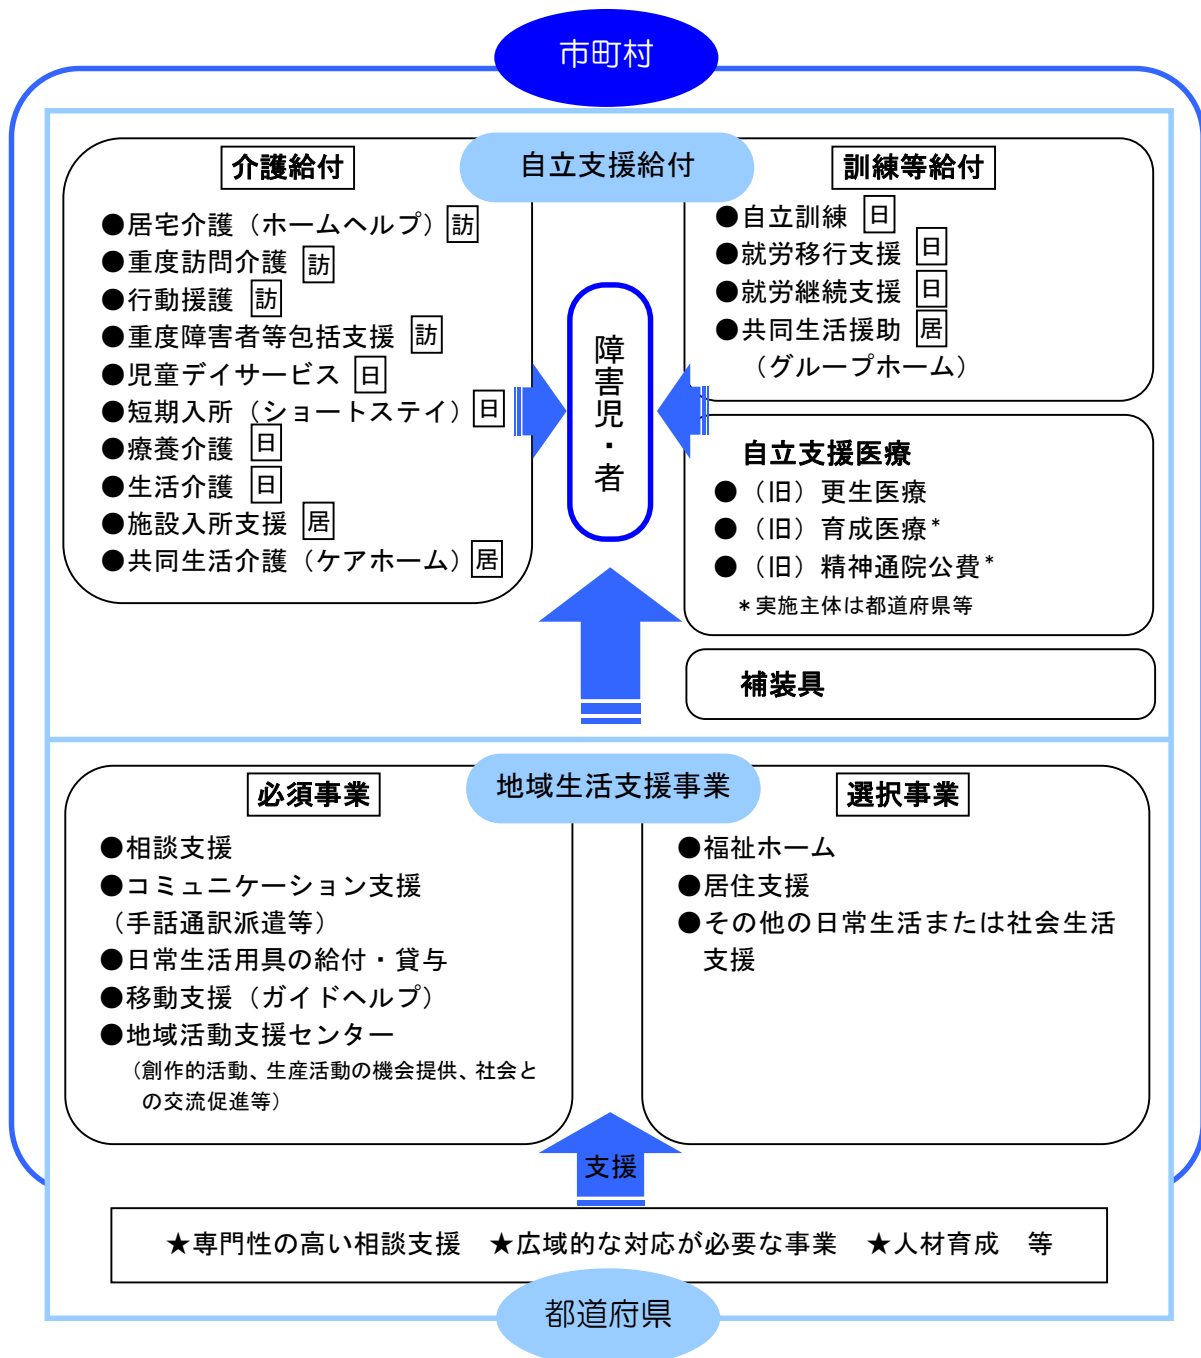 市町村
自立支援給付
介護給付
●居宅介護（ホームヘルプ）訪
●重度訪問介護 訪
●行動援護 訪
●重度障害者等包括支援 訪
●児童デイサービス 日
●短期入所（ショートステイ）日
●療養介護 日
●生活介護 日
●施設入所支援 居
●共同生活介護（ケアホーム）居
障害児・者
訓練等給付
●自立訓練 日
●就労移行支援 日
●就労継続支援 日
●共同生活援助 居
（グループホーム）
自立支援医療
●（旧）更生医療
●（旧）育成医療*
●（旧）精神通院公費*
＊実施主体は都道府県等
補装具
地域生活支援事業
必須事業
●相談支援
●コミュニケーション支援
（手話通訳派遣等）
●日常生活用具の給付・貸与
●移動支援（ガイドヘルプ）
●地域活動支援センター
（創作的活動、生産活動の機会提供、社会と
の交流促進等）
選択事業
●福祉ホーム
●居住支援
●その他の日常生活または社会生活
支援
支援
★専門性の高い相談支援　★広域的な対応が必要な事業　★人材育成　等
都道府県